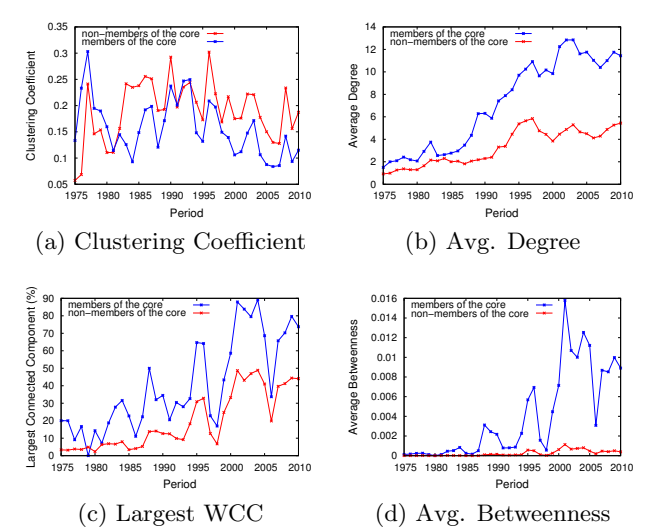 non-members of the core
members of the core
Clustering Coefficient
0.35
0.3
0.25
0.2
0.15
0.1
0.05
1975 1980 1985 1990 1995 2000 2005 2010
Period
(a) Clustering Coefficient
members of the core
non-members of the core
Average Degree
14
12
10
8
6
4
2
0
1975 1980 1985 1990 1995 2000 2005 2010
Period
(b) Avg. Degree
members of the core
non-members of the core
Largest Connected Component (%)
90
80
70
60
50
40
30
20
10
0
1975 1980 1985 1990 1995 2000 2005 2010
Period
(c) Largest WCC
members of the core
non-members of the core
Average Betweenness
0.016
0.014
0.012
0.01
0.008
0.006
0.004
0.002
0
1975 1980 1985 1990 1995 2000 2005 2010
Period
(d) Avg. Betweenness